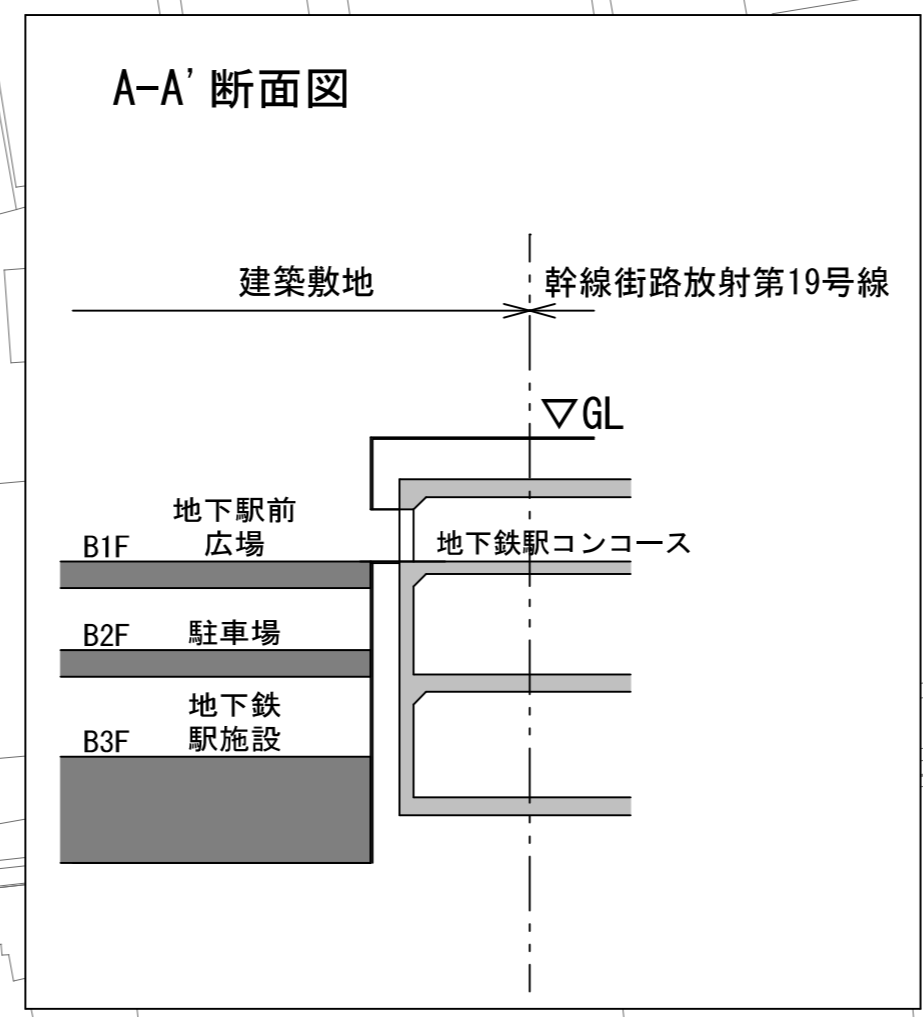 A-A’断面図
建築敷地
幹線街路放射第19号線
▽GL
地下駅前
広場
B1F
地下鉄駅コンコース
B2F
駐車場
地下鉄
駅施設
B3F